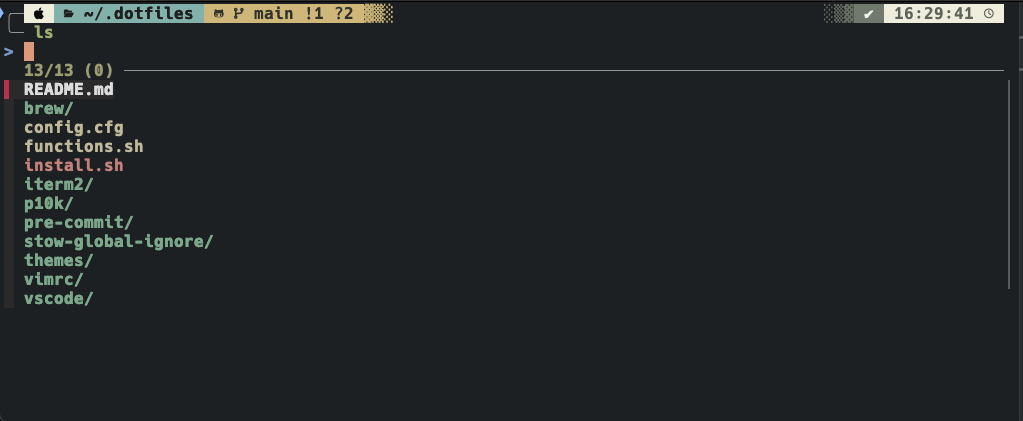 ~/.dotfiles main !1 ?2 ✔ 16:29:41
ls
>
13/13 (0)
README.md
brew/
config.cfg
functions.sh
install.sh
iterm2/
p10k/
pre-commit/
stow-global-ignore/
themes/
vimrc/
vscode/